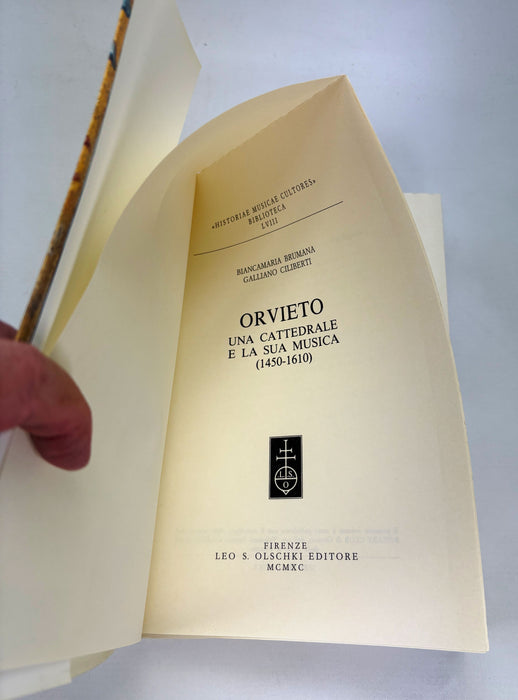 «HISTORIAE MUSICAE CULTORES»
BIBLIOTECA
LVIII
BIANCAMARIA BRUMANA
GALLIANO CILIBERTI
ORVIETO
UNA CATTEDRALE
E LA SUA MUSICA
(1450-1610)
L S
O
FIRENZE
LEO S. OLSCHKI EDITORE
MCMXC